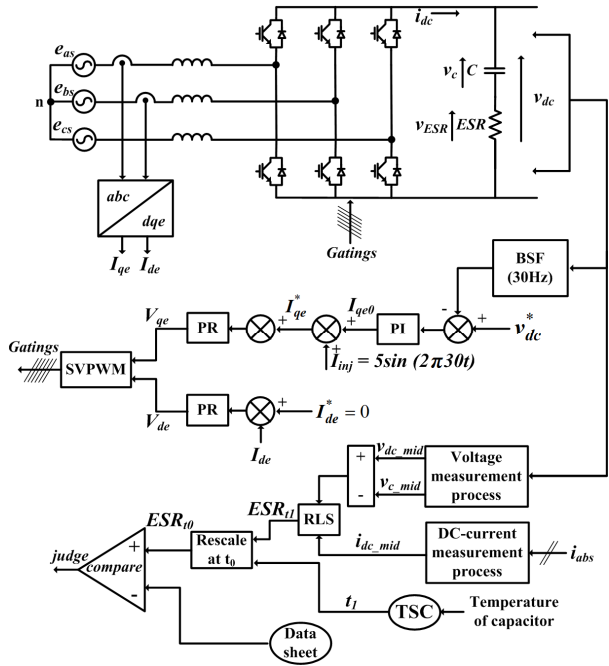 i_dc
e_as
e_bs
e_cs
n
v_c
C
v_ESR
ESR
v_dc
abc
dqe
I_qe
I_de
Gatings
BSF
(30Hz)
V_qe
PR
I*_qe
+
+
I_qe0
PI
-
+
v*_dc
+
I_inj = 5sin (2π30t)
Gatings
SVPWM
V_de
PR
+
I*_de = 0
I_de
+
-
v_dc_mid
v_c_mid
Voltage
measurement
process
RLS
ESR_t1
ESR_t0
Rescale
at t_0
i_dc_mid
DC-current
measurement
process
i_abs
judge
compare
+
-
t_1
TSC
Temperature
of capacitor
Data
sheet